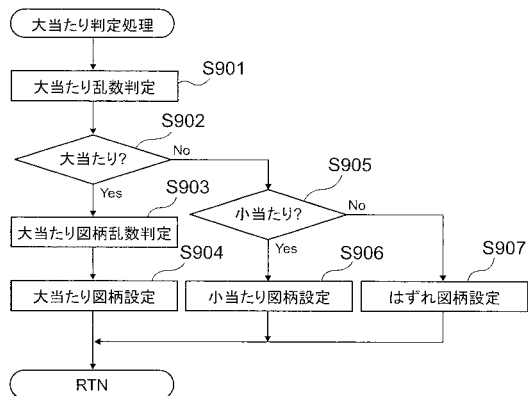 大当たり判定処理
S901
大当たり乱数判定
S902
大当たり?
No
S905
Yes
S903
小当たり?
No
大当たり図柄乱数判定
Yes
S904
S906
S907
大当たり図柄設定
小当たり図柄設定
はずれ図柄設定
RTN